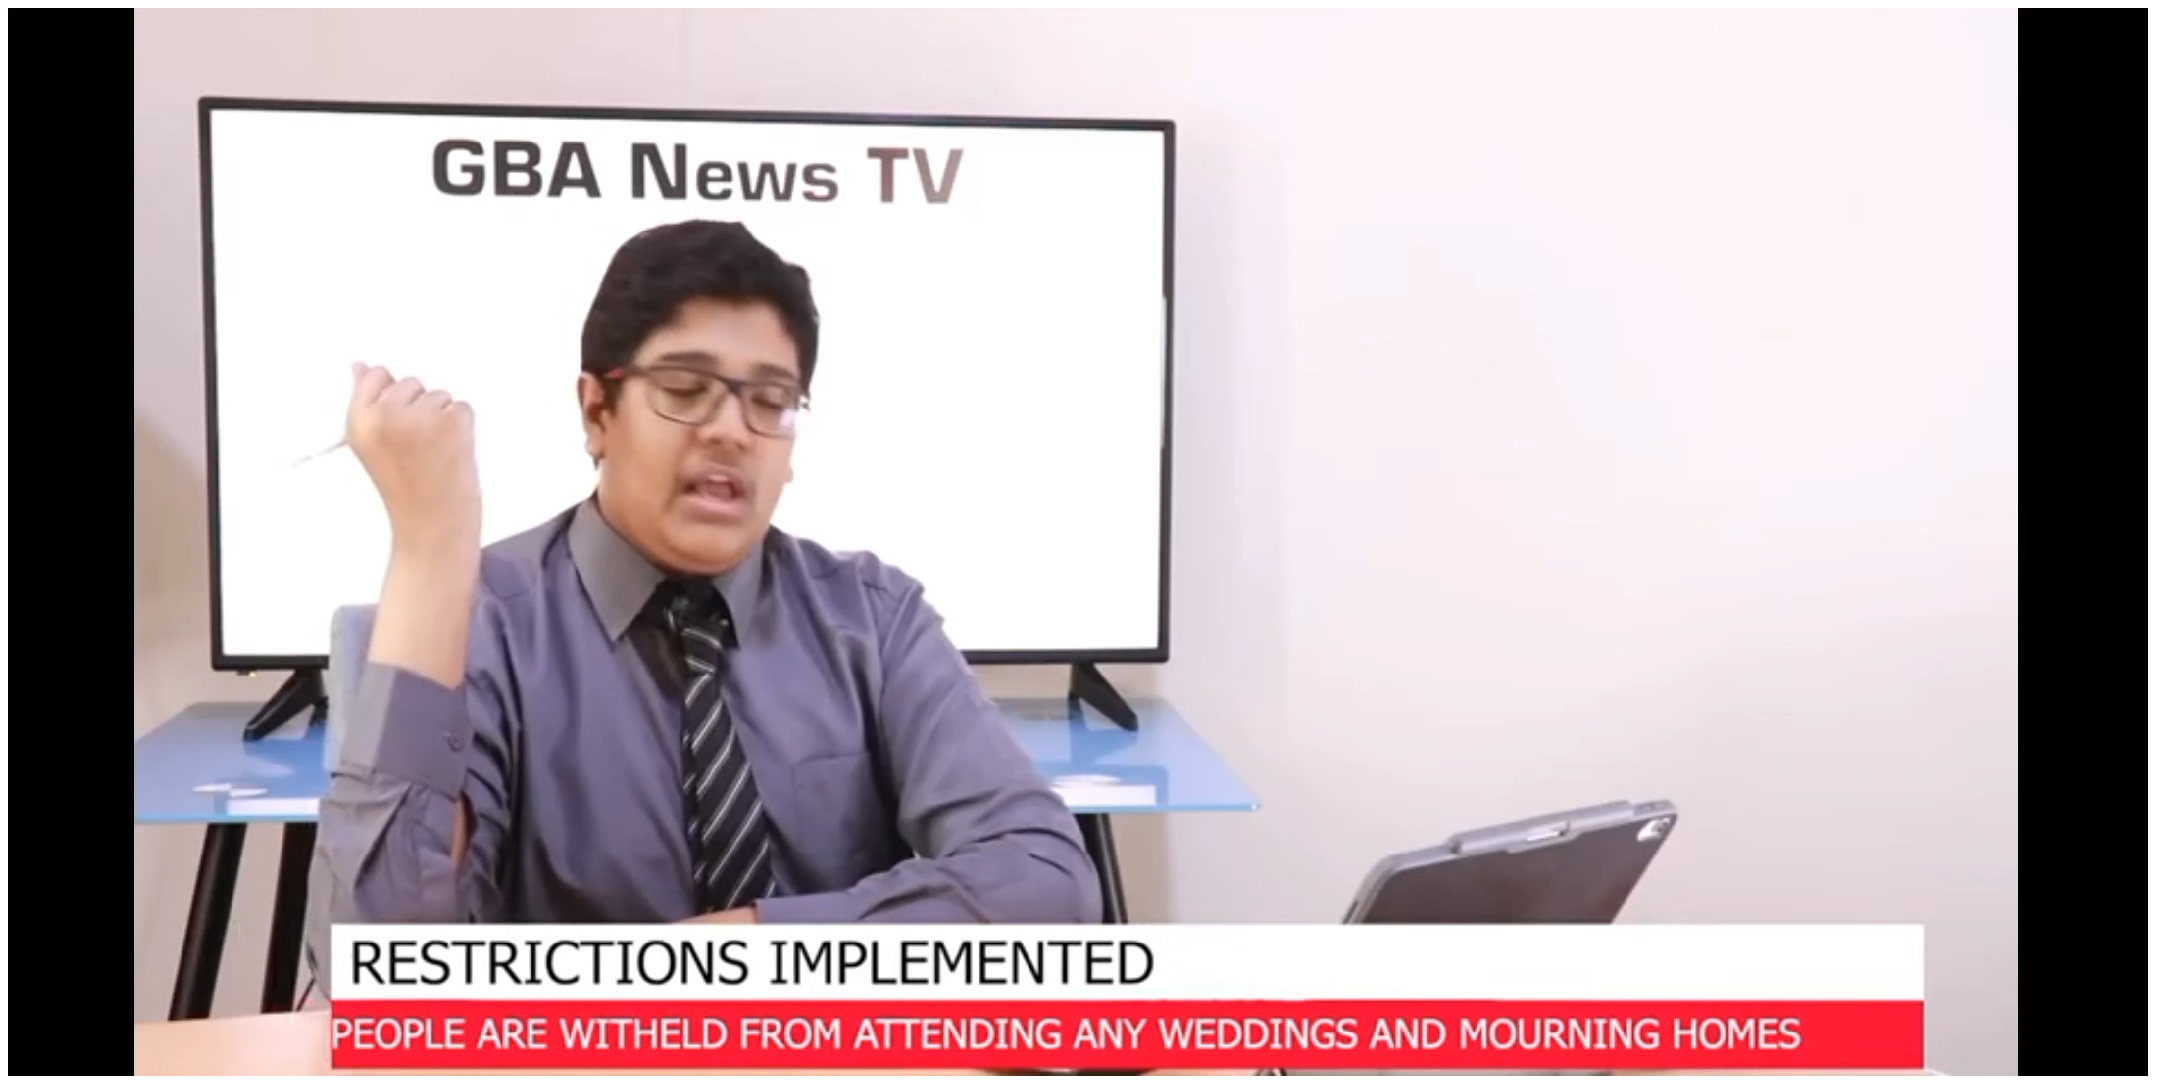 GBA News TV
RESTRICTIONS IMPLEMENTED
PEOPLE ARE WITHELD FROM ATTENDING ANY WEDDINGS AND MOURNING HOMES